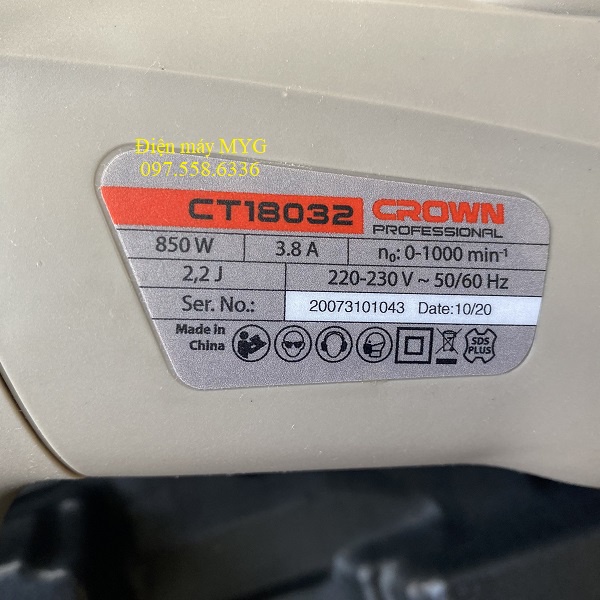 Điện máy MYG
097.558.6336
CT18032 CROWN
PROFESSIONAL
850 W 3.8 A n₀: 0-1000 min⁻¹
2,2 J 220-230 V ~ 50/60 Hz
Ser. No.: 20073101043 Date:10/20
Made in
China
SDS
PLUS